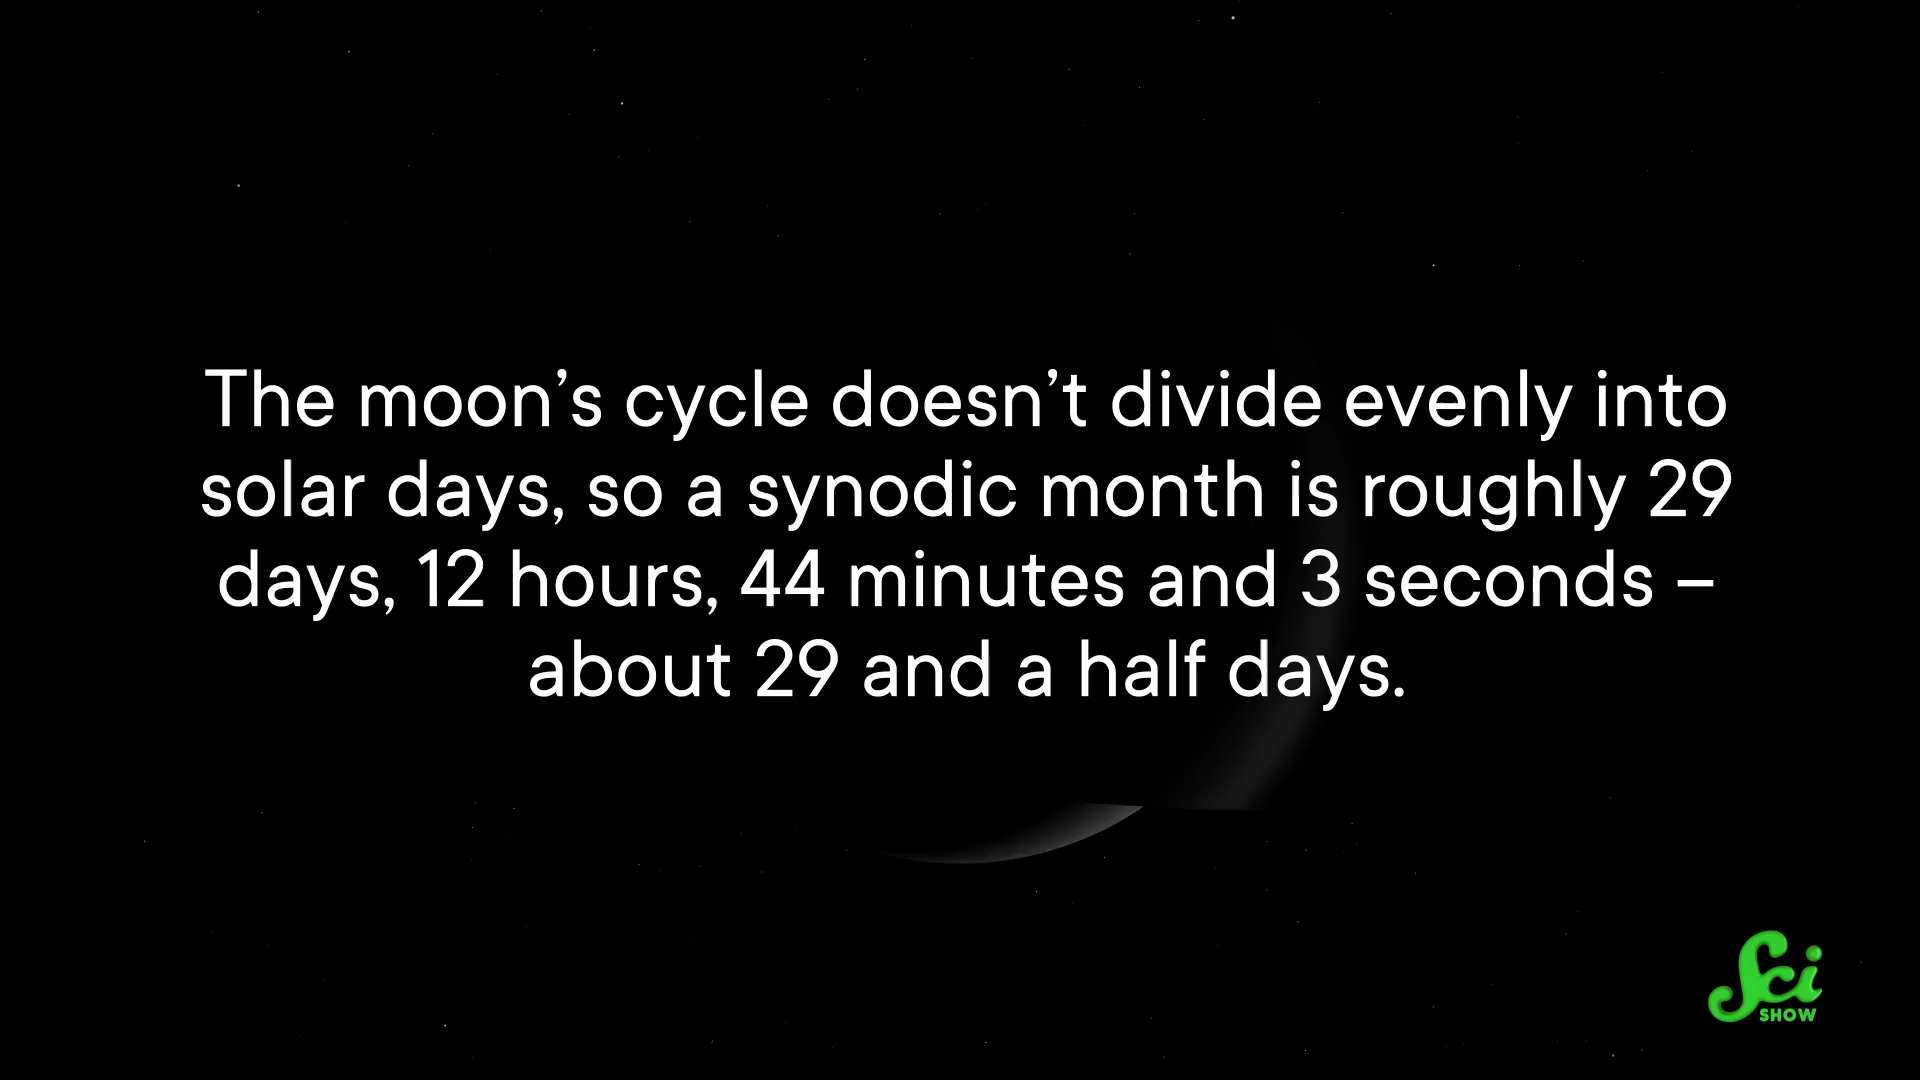 The moon’s cycle doesn’t divide evenly into
solar days, so a synodic month is roughly 29
days, 12 hours, 44 minutes and 3 seconds –
about 29 and a half days.
Sci
SHOW